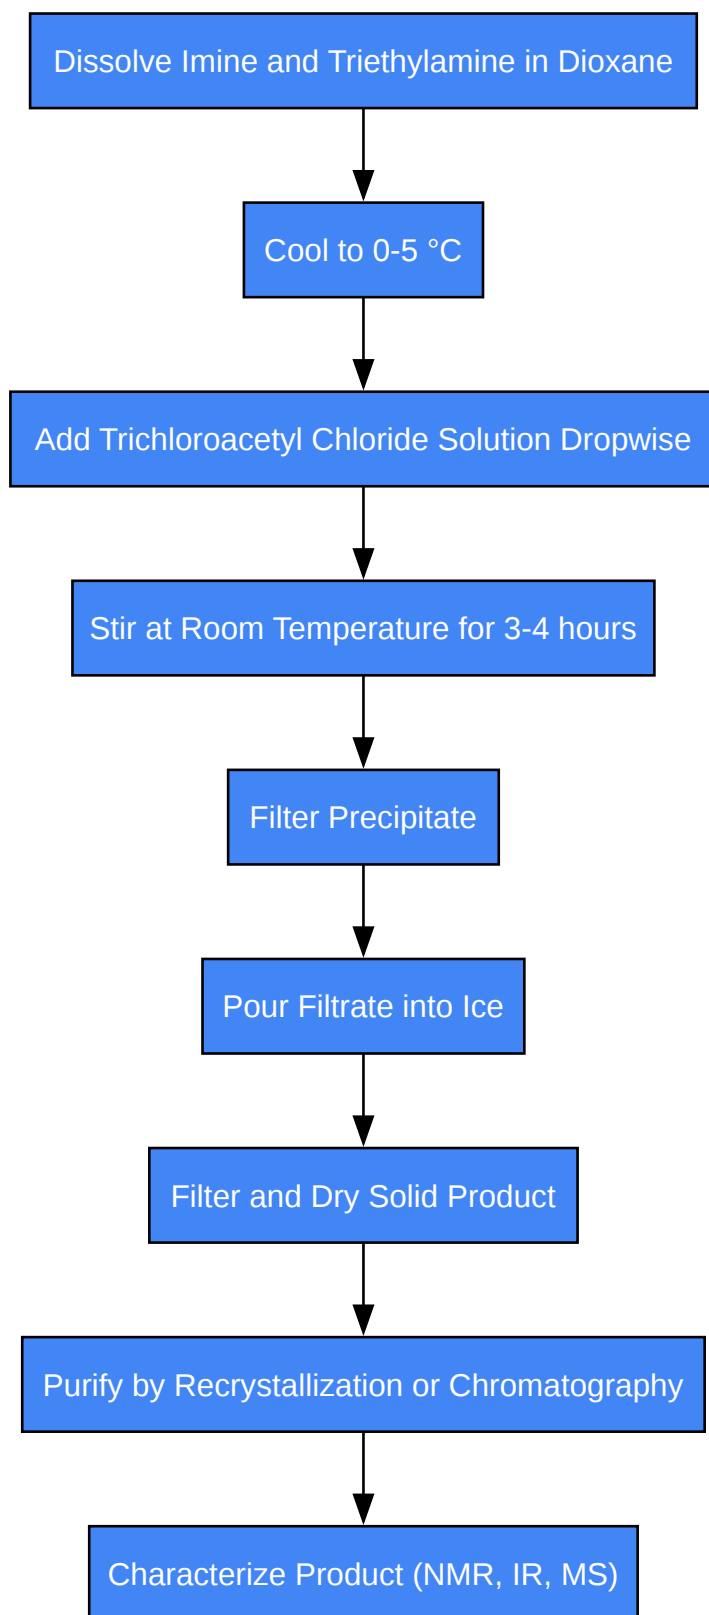 Dissolve Imine and Triethylamine in Dioxane
Cool to 0-5 °C
Add Trichloroacetyl Chloride Solution Dropwise
Stir at Room Temperature for 3-4 hours
Filter Precipitate
Pour Filtrate into Ice
Filter and Dry Solid Product
Purify by Recrystallization or Chromatography
Characterize Product (NMR, IR, MS)